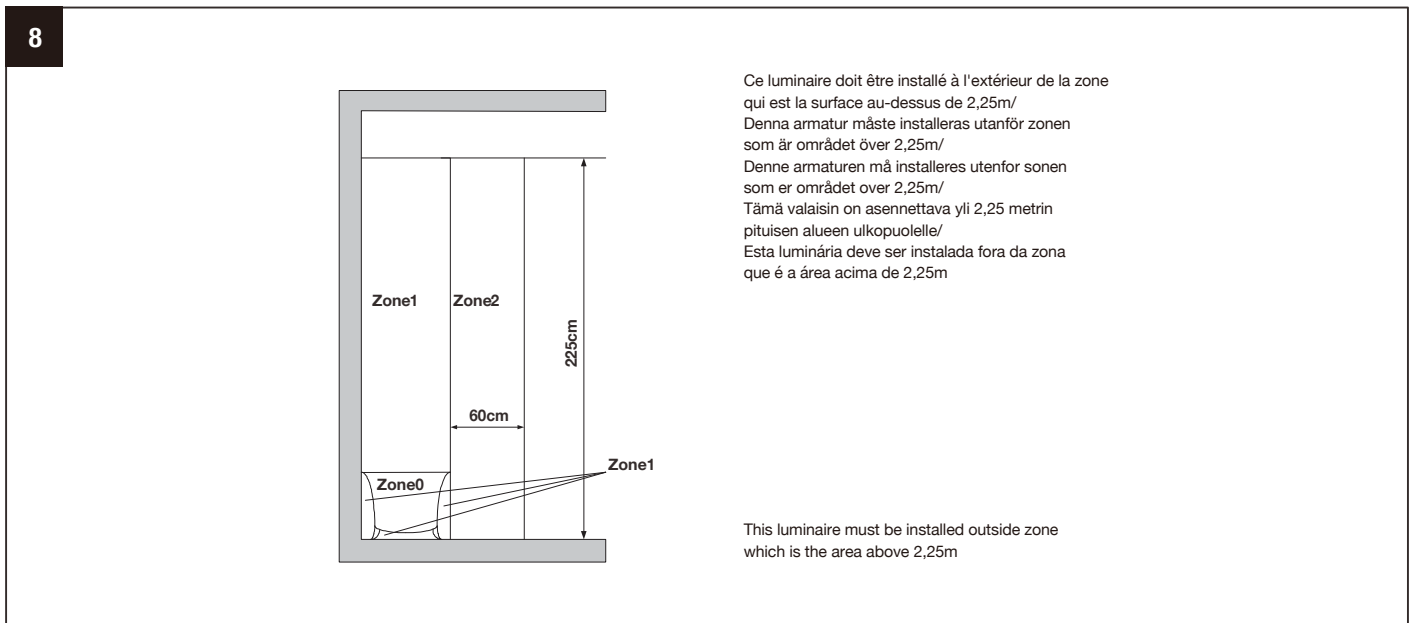 8
Ce luminaire doit être installé à l'extérieur de la zone
qui est la surface au-dessus de 2,25m/
Denna armatur måste installeras utanför zonen
som är området över 2,25m/
Denne armaturen må installeres utenfor sonen
som er området over 2,25m/
Tämä valaisin on asennettava yli 2,25 metrin
pituisen alueen ulkopuolelle/
Esta luminária deve ser instalada fora da zona
que é a área acima de 2,25m
Zone1
Zone2
225cm
60cm
Zone1
Zone0
This luminaire must be installed outside zone
which is the area above 2,25m